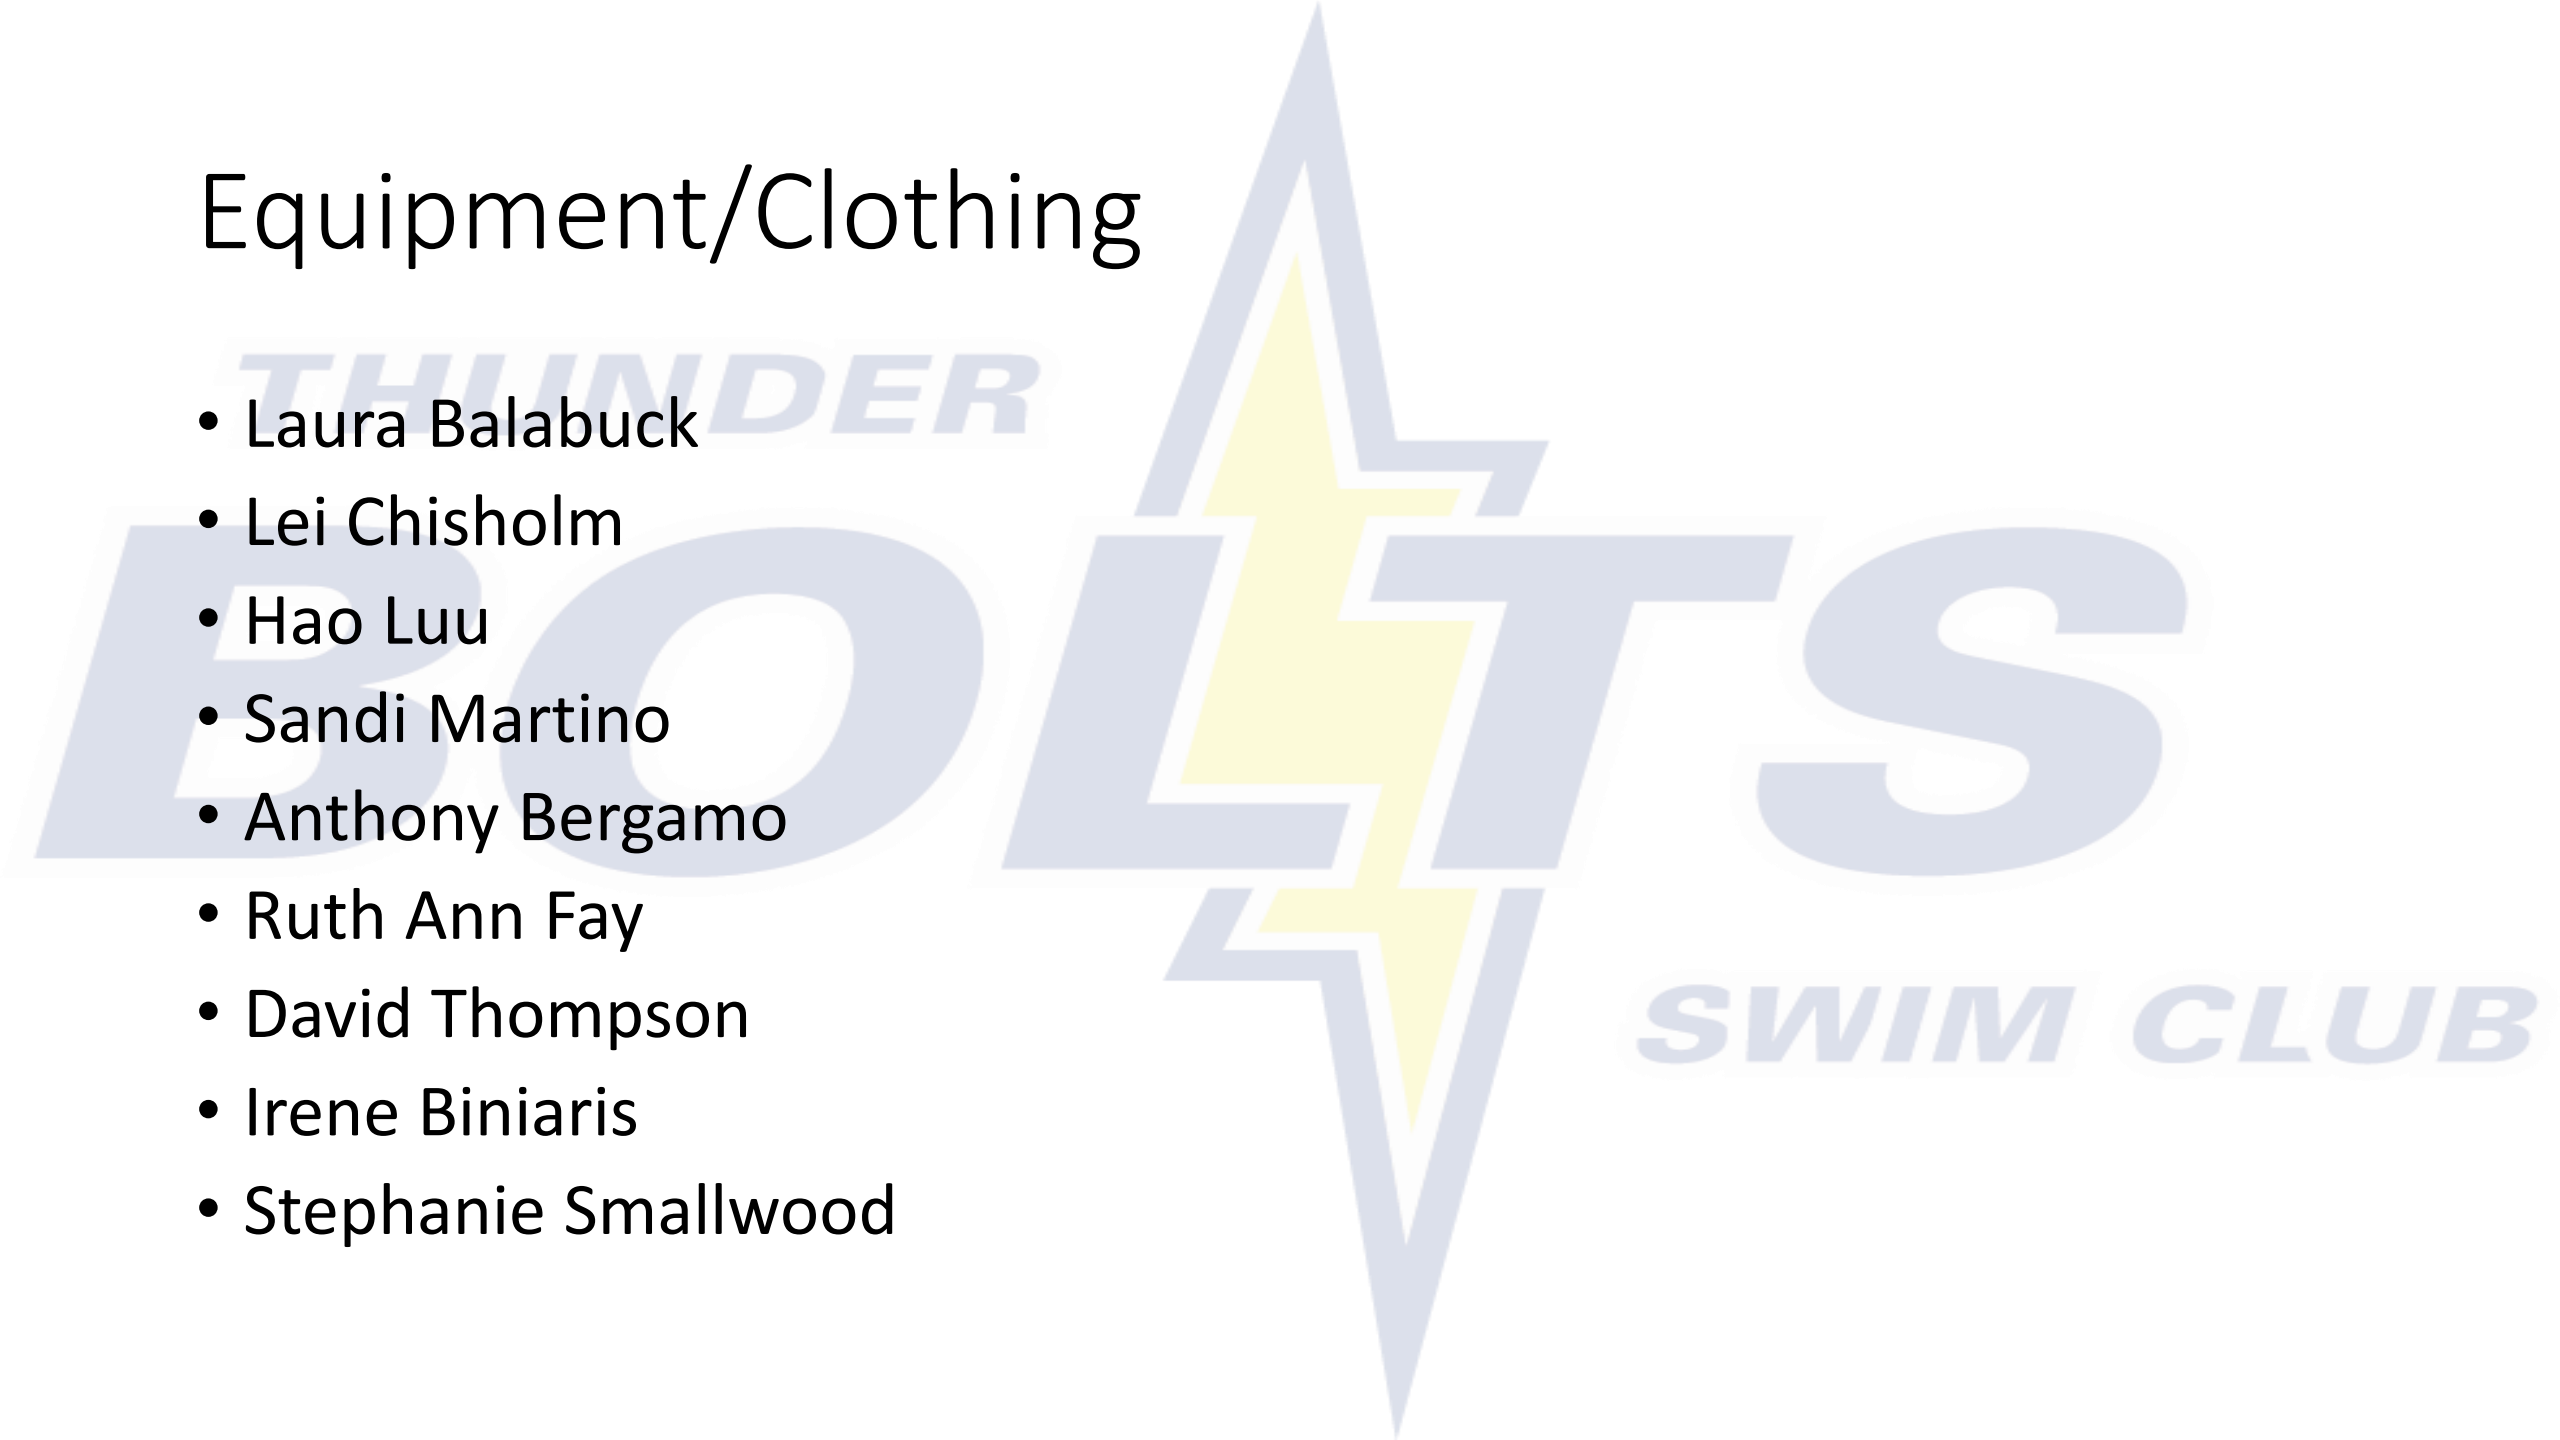 Equipment/Clothing
THUNDER
BOLTS
SWIM CLUB
• Laura Balabuck
• Lei Chisholm
• Hao Luu
• Sandi Martino
• Anthony Bergamo
• Ruth Ann Fay
• David Thompson
• Irene Biniaris
• Stephanie Smallwood